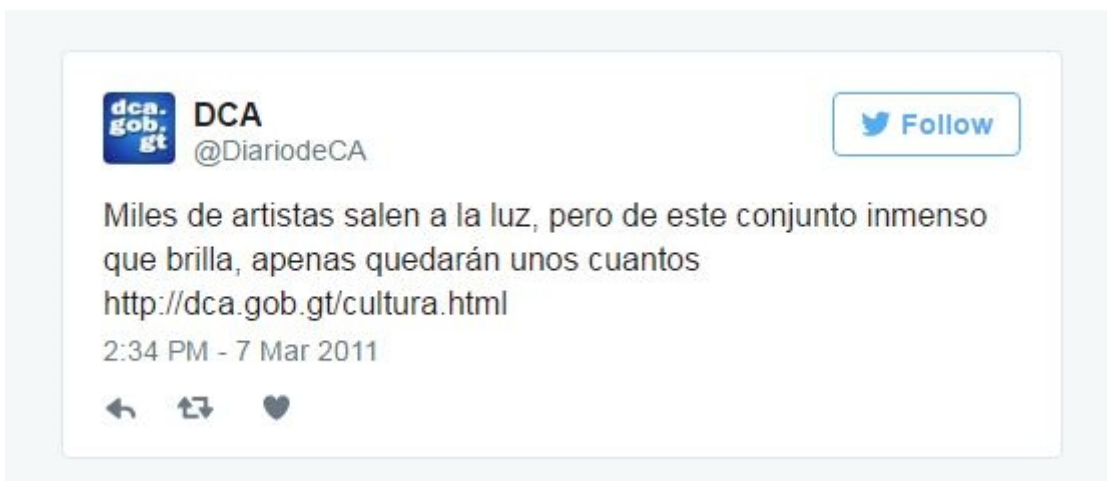 dca.
gob.
gt
DCA
@DiariodeCA
Follow
Miles de artistas salen a la luz, pero de este conjunto inmenso
que brilla, apenas quedarán unos cuantos
http://dca.gob.gt/cultura.html
2:34 PM - 7 Mar 2011